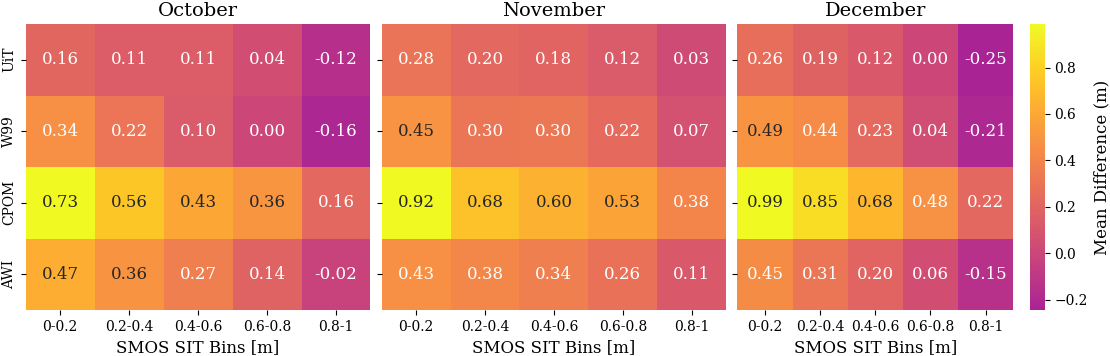 October
November
December
UiT
0.16 0.11 0.11 0.04 -0.12
0.28 0.20 0.18 0.12 0.03
0.26 0.19 0.12 0.00 -0.25
W99
0.34 0.22 0.10 0.00 -0.16
0.45 0.30 0.30 0.22 0.07
0.49 0.44 0.23 0.04 -0.21
CPOM
0.73 0.56 0.43 0.36 0.16
0.92 0.68 0.60 0.53 0.38
0.99 0.85 0.68 0.48 0.22
AWI
0.47 0.36 0.27 0.14 -0.02
0.43 0.38 0.34 0.26 0.11
0.45 0.31 0.20 0.06 -0.15
0-0.2 0.2-0.4 0.4-0.6 0.6-0.8 0.8-1
0-0.2 0.2-0.4 0.4-0.6 0.6-0.8 0.8-1
0-0.2 0.2-0.4 0.4-0.6 0.6-0.8 0.8-1
SMOS SIT Bins [m]
SMOS SIT Bins [m]
SMOS SIT Bins [m]
0.8
0.6
0.4
0.2
0.0
−0.2
Mean Difference (m)